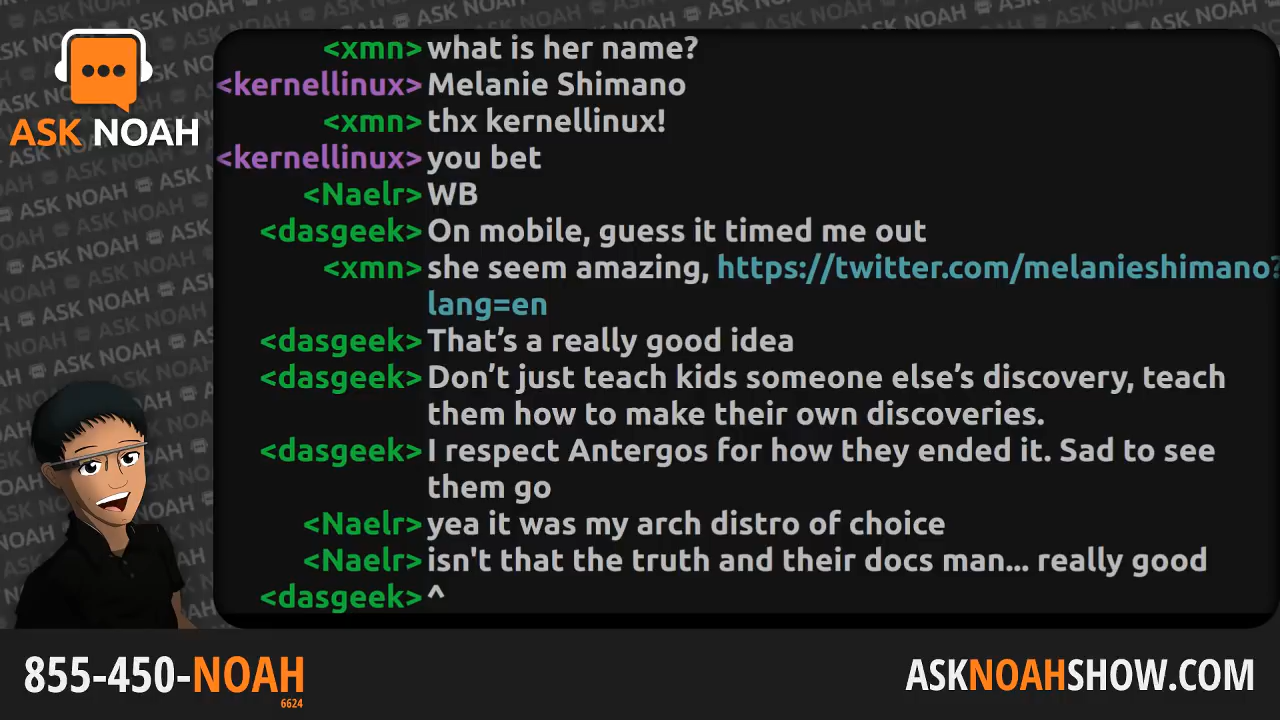 ASK NOAH
<xmn> what is her name?
<kernellinux> Melanie Shimano
<xmn> thx kernellinux!
<kernellinux> you bet
<Naelr> WB
<dasgeek> On mobile, guess it timed me out
<xmn> she seem amazing, https://twitter.com/melanieshimano?
lang=en
<dasgeek> That’s a really good idea
<dasgeek> Don’t just teach kids someone else’s discovery, teach
them how to make their own discoveries.
<dasgeek> I respect Antergos for how they ended it. Sad to see
them go
<Naelr> yea it was my arch distro of choice
<Naelr> isn't that the truth and their docs man... really good
<dasgeek> ^
855-450-NOAH
6624
ASKNOAHSHOW.COM